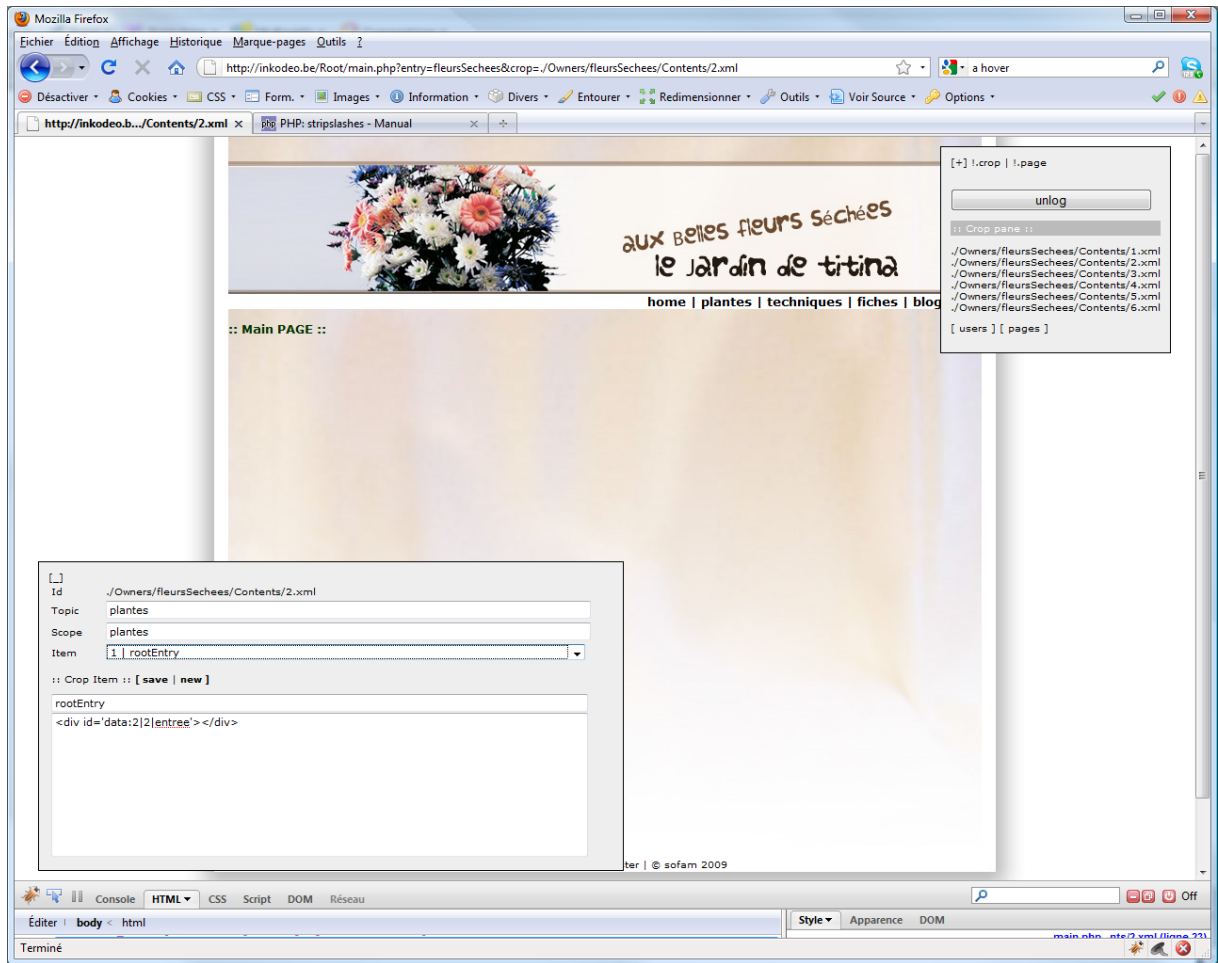 Mozilla Firefox
Fichier Édition Affichage Historique Marque-pages Outils ?
http://inkodeo.be/Root/main.php?entry=fleursSechees&crop=./Owners/fleursSechees/Contents/2.xml
a hover
Désactiver Cookies CSS Form. Images Information Divers Entourer Redimensionner Outils Voir Source Options
http://inkodeo.b.../Contents/2.xml
PHP: stripslashes - Manual
[+] !.crop | !.page
unlog
:: Crop pane ::
./Owners/fleursSechees/Contents/1.xml
./Owners/fleursSechees/Contents/2.xml
./Owners/fleursSechees/Contents/3.xml
./Owners/fleursSechees/Contents/4.xml
./Owners/fleursSechees/Contents/5.xml
./Owners/fleursSechees/Contents/6.xml
[ users ] [ pages ]
aux Belles fleurs séchées
le jardin de titina
home | plantes | techniques | fiches | blog
:: Main PAGE ::
[_]
Id ./Owners/fleursSechees/Contents/2.xml
Topic plantes
Scope plantes
Item 1 | rootEntry
:: Crop Item :: [ save | new ]
rootEntry
<div id='data:2|2|entree'></div>
ter | © sofam 2009
Console HTML CSS Script DOM Réseau
Off
Éditer body < html
Style Apparence DOM
main.php...nts/2.xml (ligne 23)
Terminé